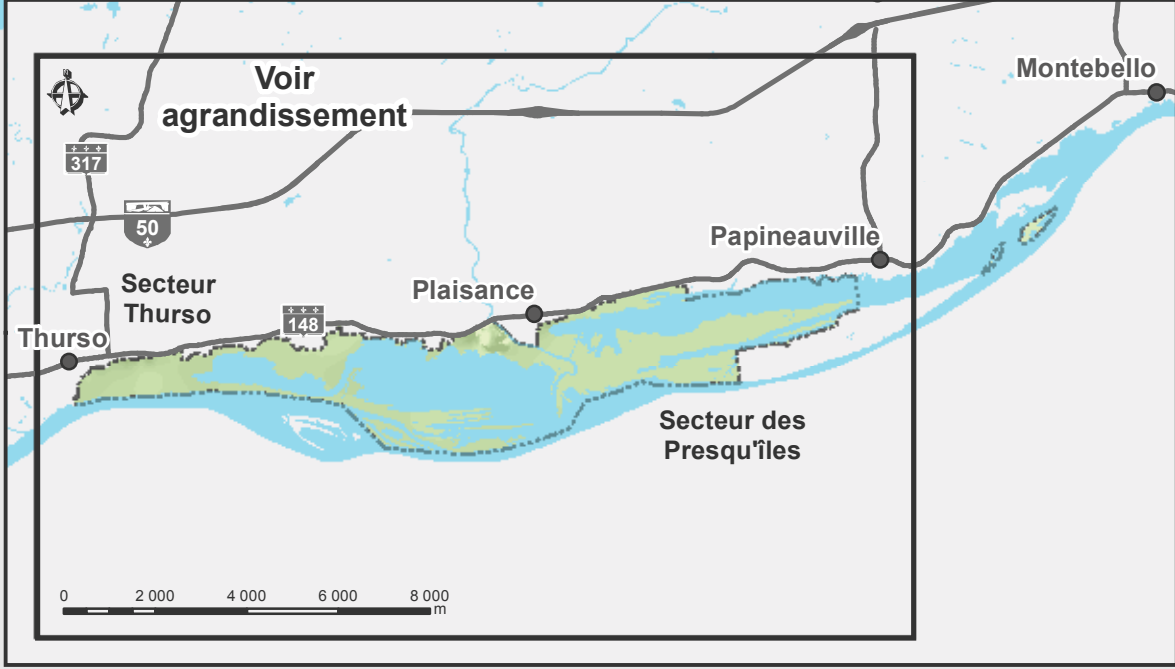 Voir
agrandissement
Montebello
317
50
Papineauville
Secteur
Thurso
Plaisance
148
Thurso
Secteur des
Presqu'îles
0 2 000 4 000 6 000 8 000
m